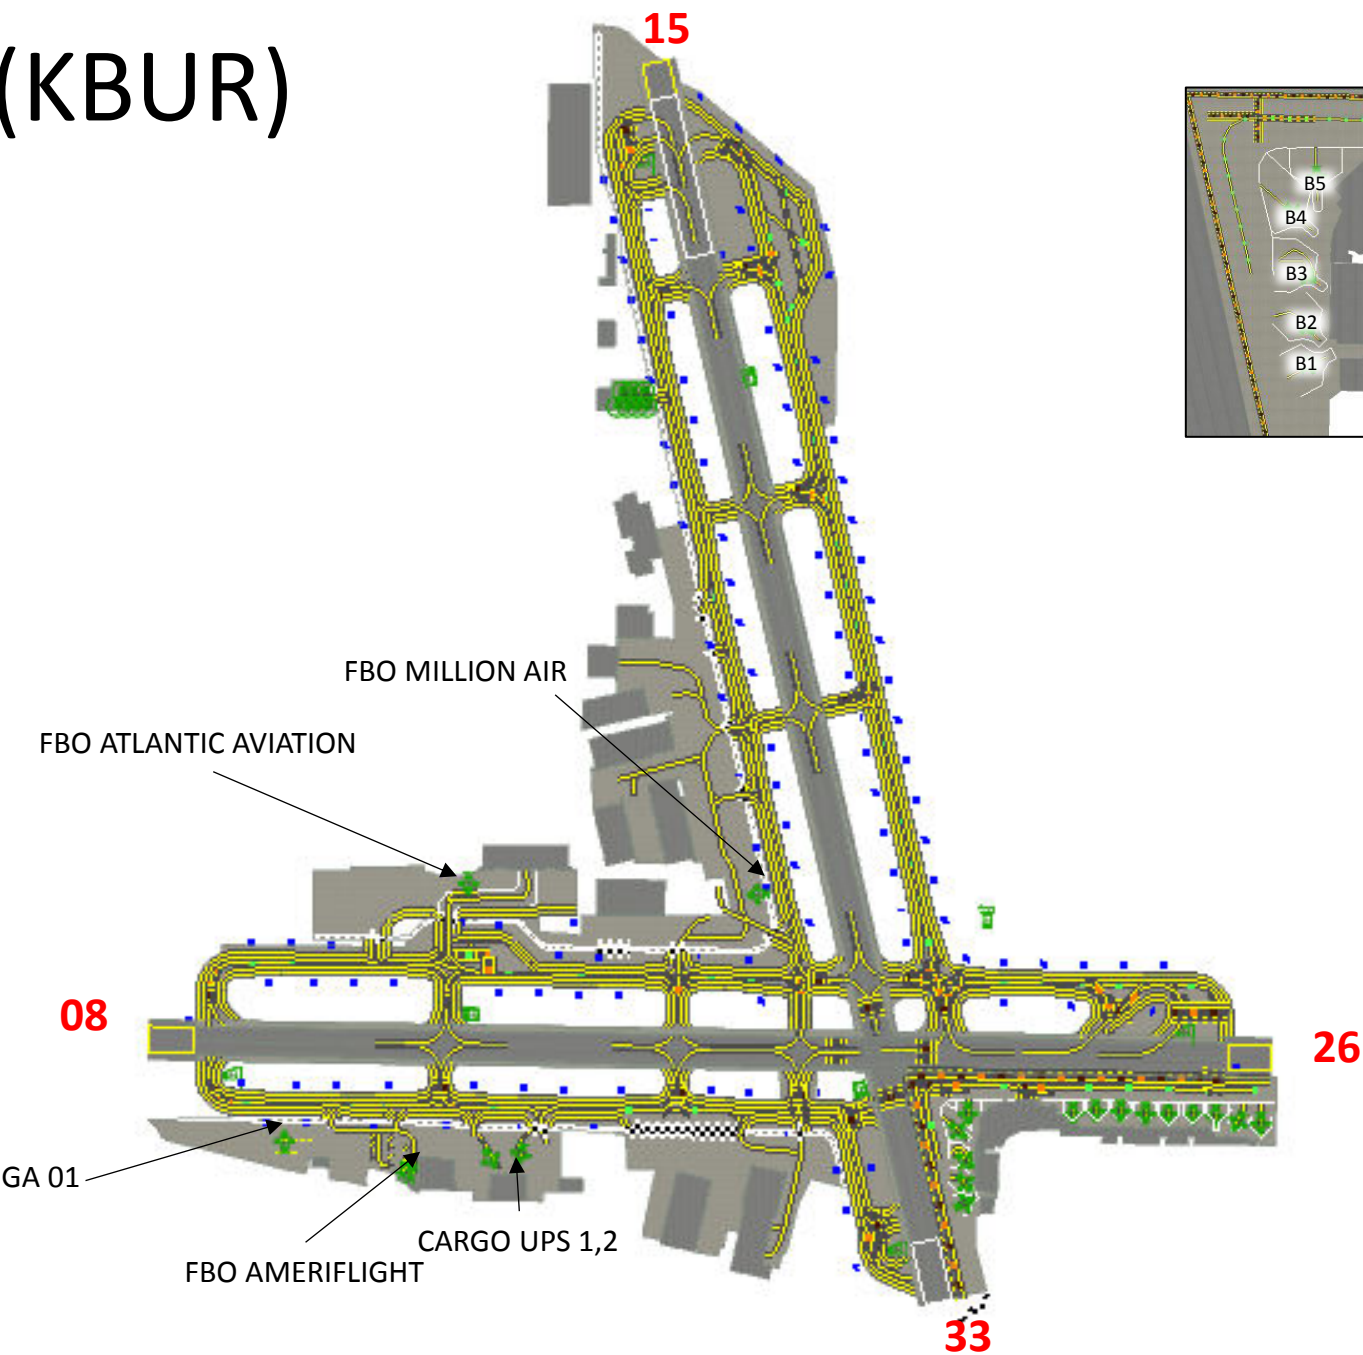 15
(KBUR)
B5
B4
B3
B2
B1
FBO MILLION AIR
FBO ATLANTIC AVIATION
08
26
GA 01
CARGO UPS 1,2
FBO AMERIFLIGHT
33